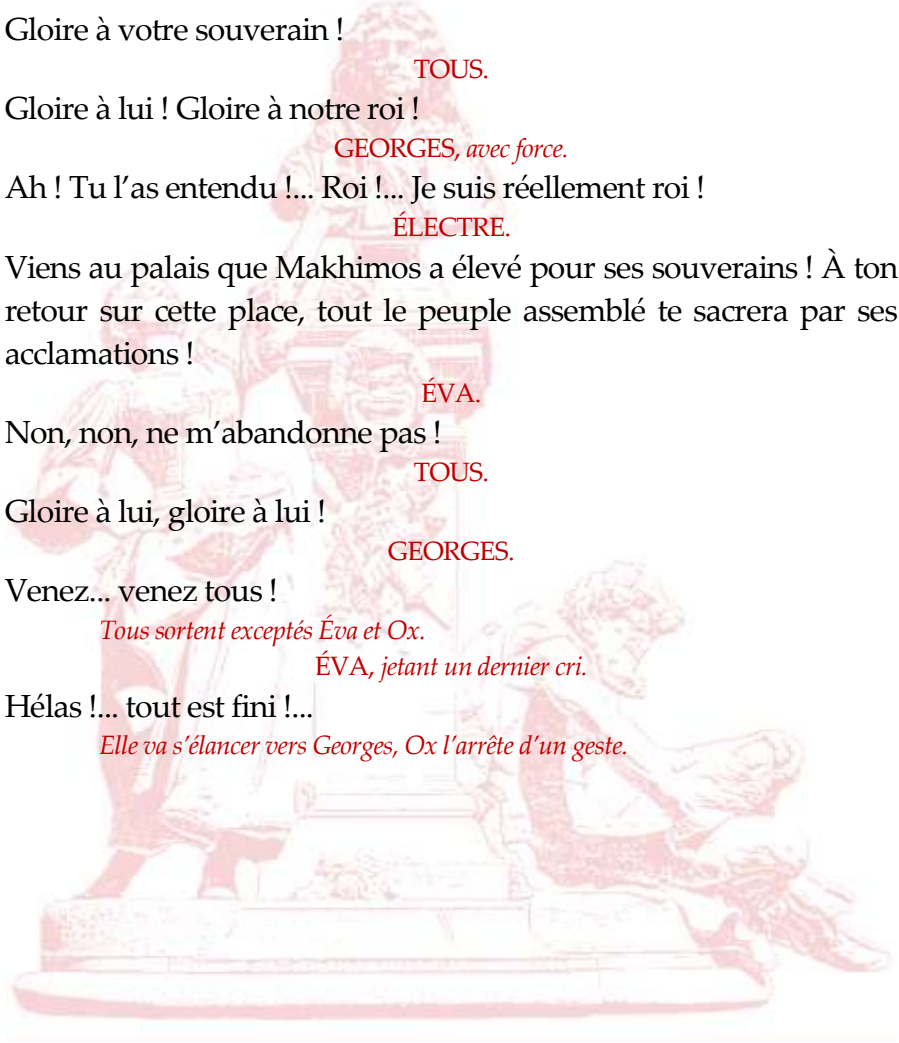 Gloire à votre souverain !
TOUS.
Gloire à lui ! Gloire à notre roi !
GEORGES, avec force.
Ah ! Tu l’as entendu !... Roi !... Je suis réellement roi !
ÉLECTRE.
Viens au palais que Makhimos a élevé pour ses souverains ! À ton
retour sur cette place, tout le peuple assemblé te sacrera par ses
acclamations !
ÉVA.
Non, non, ne m’abandonne pas !
TOUS.
Gloire à lui, gloire à lui !
GEORGES.
Venez... venez tous !
Tous sortent exceptés Éva et Ox.
ÉVA, jetant un dernier cri.
Hélas !... tout est fini !...
Elle va s’élancer vers Georges, Ox l’arrête d’un geste.